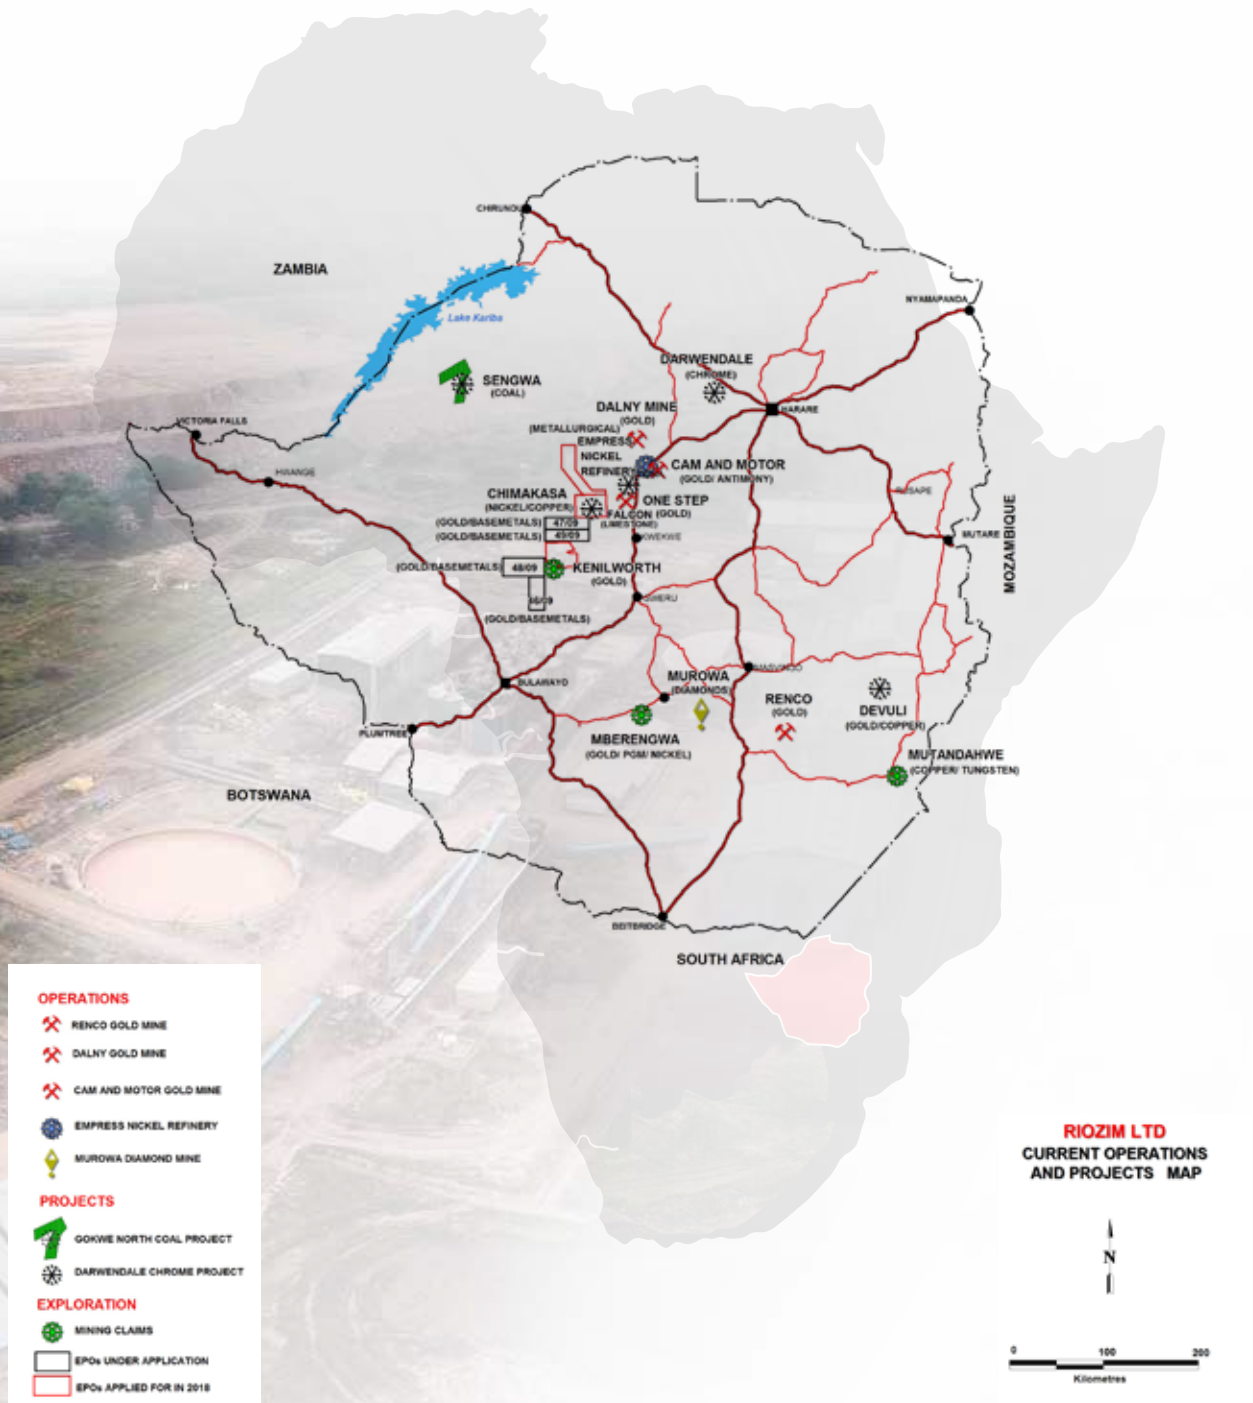 CHIRUNDU
ZAMBIA
NYAMAPANDA
Lake Kariba
DARWENDALE
(CHROME)
SENGWA
(COAL)
HARARE
DALNY MINE
(GOLD)
VICTORIA FALLS
(METALLURGICAL)
EMPRESS
NICKEL
REFINERY
CAM AND MOTOR
(GOLD/ ANTIMONY)
HWANGE
RUSAPE
CHIMAKASA
(NICKEL/COPPER)
ONE STEP
(GOLD)
FALCON
(LIMESTONE)
(GOLD/BASEMETALS) 47/09
(GOLD/BASEMETALS) 49/09
KWEKWE
MUTARE
MOZAMBIQUE
(GOLD/BASEMETALS) 48/09
KENILWORTH
(GOLD)
46/09
GWERU
(GOLD/BASEMETALS)
MASVINGO
BULAWAYO
MUROWA
(DIAMONDS)
RENCO
(GOLD)
DEVULI
(GOLD/COPPER)
PLUMTREE
MBERENGWA
(GOLD/ PGM/ NICKEL)
MUTANDAHWE
(COPPER/ TUNGSTEN)
BOTSWANA
BEITBRIDGE
SOUTH AFRICA
OPERATIONS
RENCO GOLD MINE
DALNY GOLD MINE
CAM AND MOTOR GOLD MINE
EMPRESS NICKEL REFINERY
MUROWA DIAMOND MINE
PROJECTS
GOKWE NORTH COAL PROJECT
DARWENDALE CHROME PROJECT
EXPLORATION
MINING CLAIMS
EPOs UNDER APPLICATION
EPOs APPLIED FOR IN 2018
RIOZIM LTD
CURRENT OPERATIONS
AND PROJECTS MAP
N
0 100 200
Kilometres